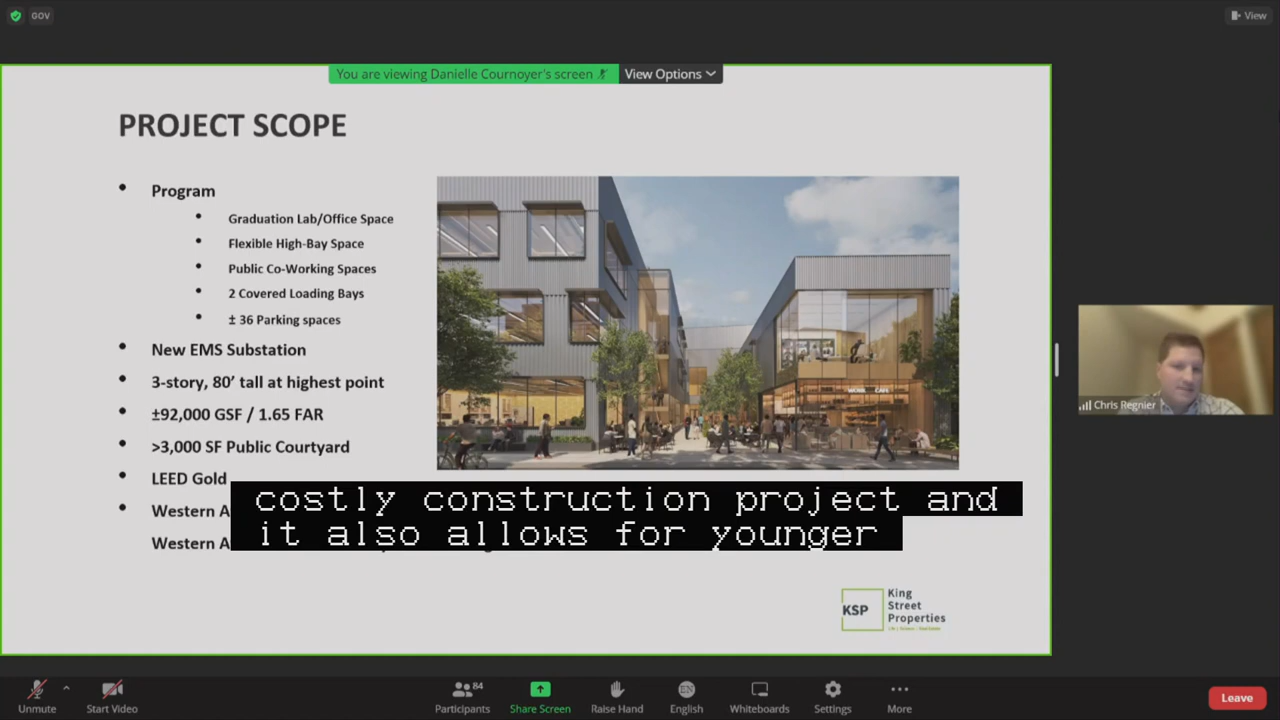 GOV
View
You are viewing Danielle Cournoyer's screen
View Options
PROJECT SCOPE
• Program
• Graduation Lab/Office Space
• Flexible High-Bay Space
• Public Co-Working Spaces
• 2 Covered Loading Bays
• ± 36 Parking spaces
• New EMS Substation
• 3-story, 80' tall at highest point
• ±92,000 GSF / 1.65 FAR
• >3,000 SF Public Courtyard
• LEED Gold
• Western A
Western A
costly construction project and
it also allows for younger
CAFE
Chris Regnier
KSP
King
Street
Properties
Unmute
Start Video
Participants
84
Share Screen
Raise Hand
EN
English
Whiteboards
Settings
More
Leave